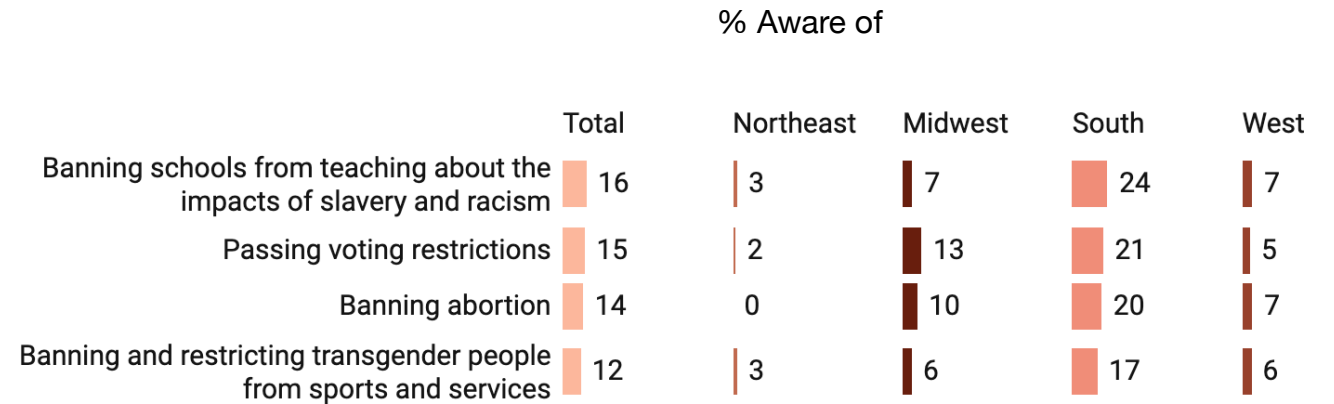 % Aware of
Total Northeast Midwest South West
Banning schools from teaching about the
impacts of slavery and racism 16 3 7 24 7
Passing voting restrictions 15 2 13 21 5
Banning abortion 14 0 10 20 7
Banning and restricting transgender people
from sports and services 12 3 6 17 6